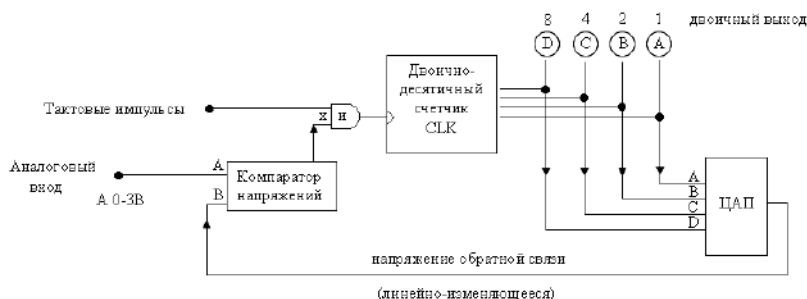 8 4 2 1 двоичный выход
D C B A
Двоично-
десятичный
счетчик
CLK
Тактовые импульсы
х и
Аналоговый
вход
А 0-3В
A
B
Компаратор
напряжений
A
B
C
D
ЦАП
напряжение обратной связи
(линейно-изменяющееся)